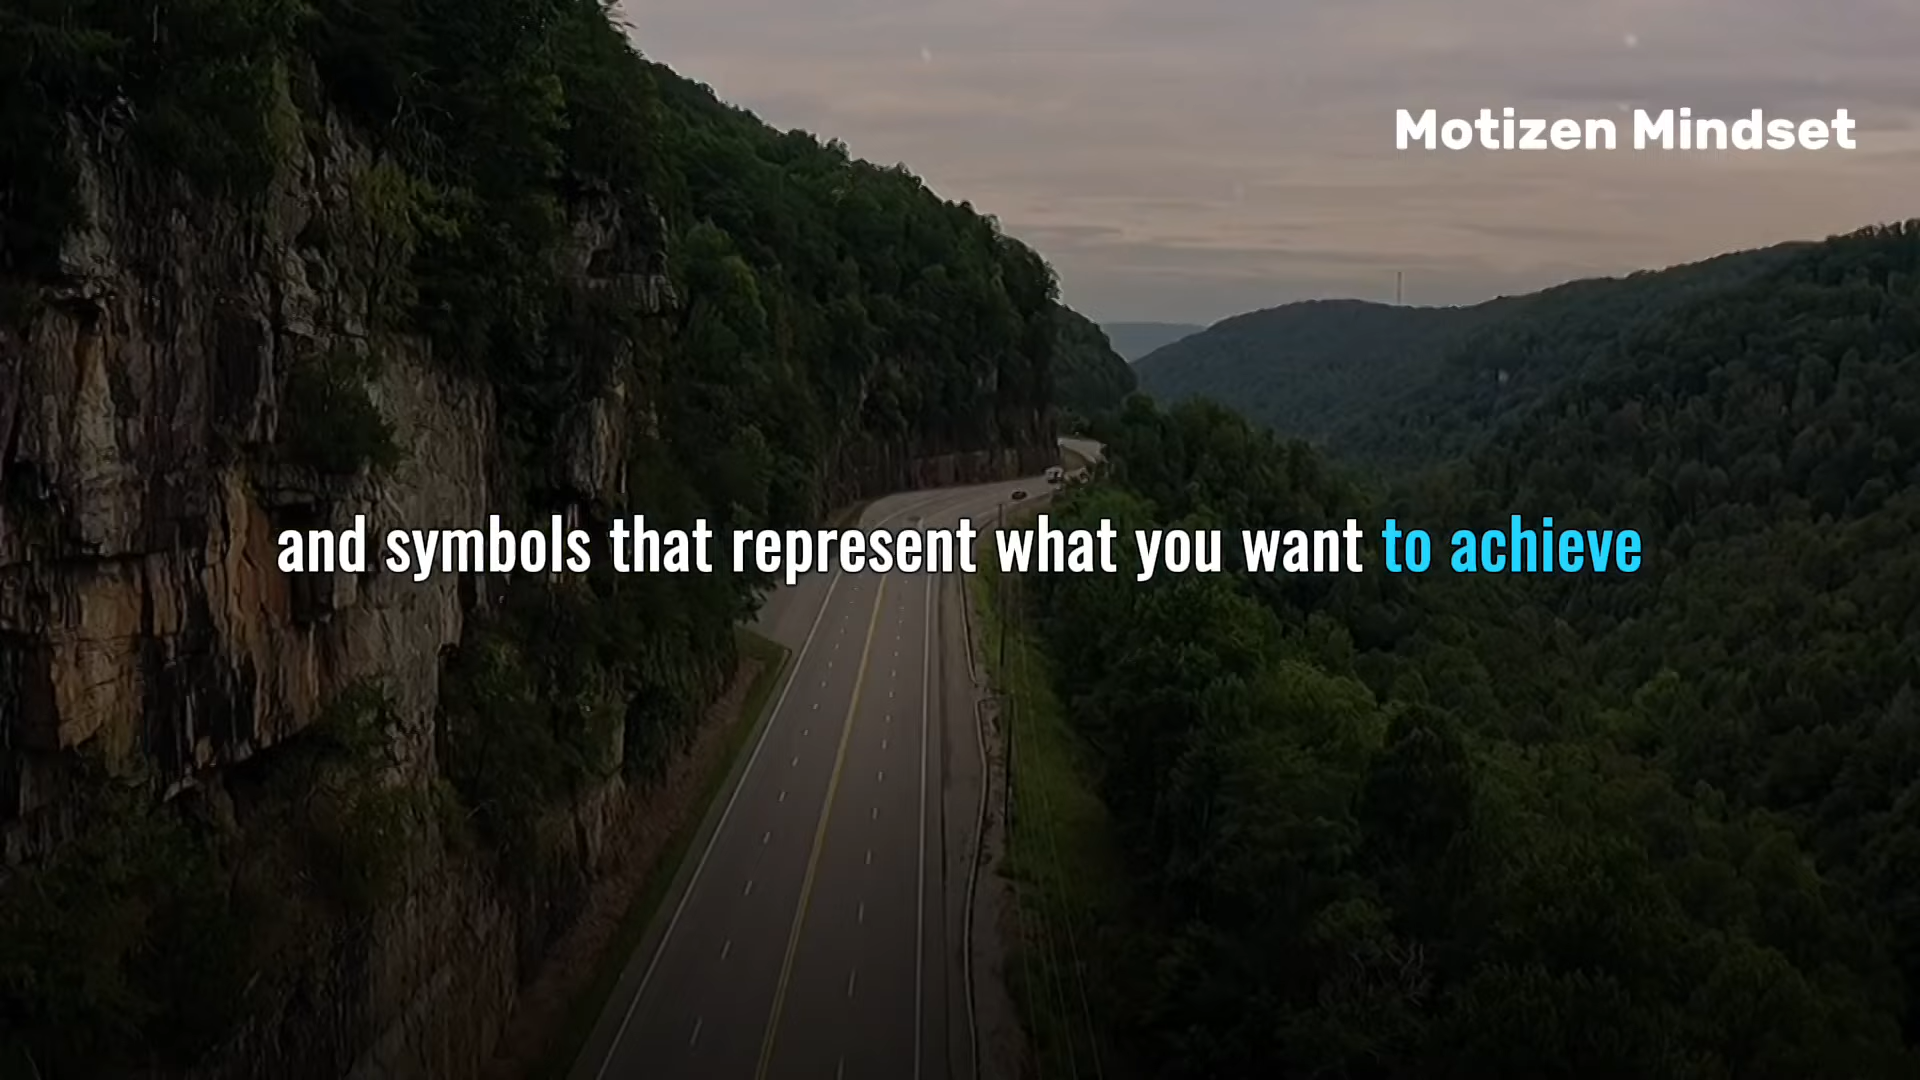 Motizen Mindset
and symbols that represent what you want to achieve